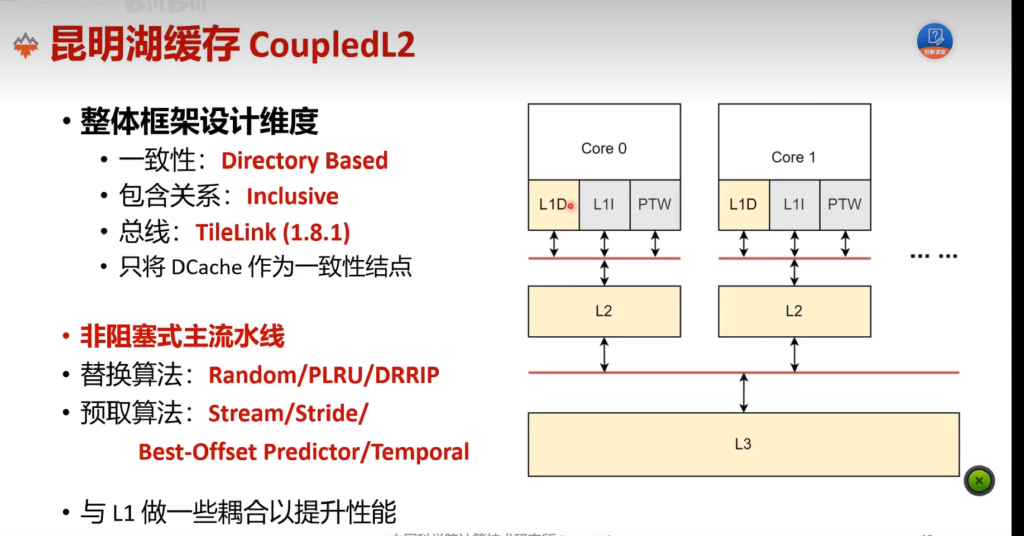 昆明湖缓存 CoupledL2
创新课堂
• 整体框架设计维度
• 一致性：Directory Based
• 包含关系：Inclusive
• 总线：TileLink (1.8.1)
• 只将 DCache 作为一致性结点
• 非阻塞式主流水线
• 替换算法：Random/PLRU/DRRIP
• 预取算法：Stream/Stride/
Best-Offset Predictor/Temporal
• 与 L1 做一些耦合以提升性能
Core 0
Core 1
L1D L1I PTW
L1D L1I PTW
... ...
L2
L2
L3